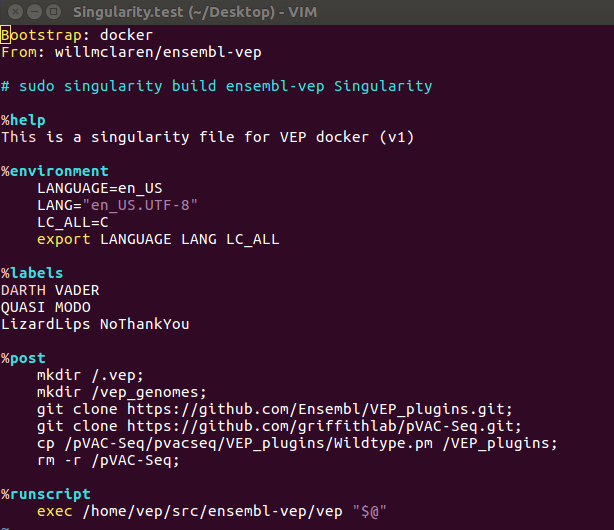 Singularity.test (~/Desktop) - VIM
Bootstrap: docker
From: willmclaren/ensembl-vep
# sudo singularity build ensembl-vep Singularity
%help
This is a singularity file for VEP docker (v1)
%environment
    LANGUAGE=en_US
    LANG="en_US.UTF-8"
    LC_ALL=C
    export LANGUAGE LANG LC_ALL
%labels
DARTH VADER
QUASI MODO
LizardLips NoThankYou
%post
    mkdir /.vep;
    mkdir /vep_genomes;
    git clone https://github.com/Ensembl/VEP_plugins.git;
    git clone https://github.com/griffithlab/pVAC-Seq.git;
    cp /pVAC-Seq/pvacseq/VEP_plugins/Wildtype.pm /VEP_plugins;
    rm -r /pVAC-Seq;
%runscript
    exec /home/vep/src/ensembl-vep/vep "$@"
~